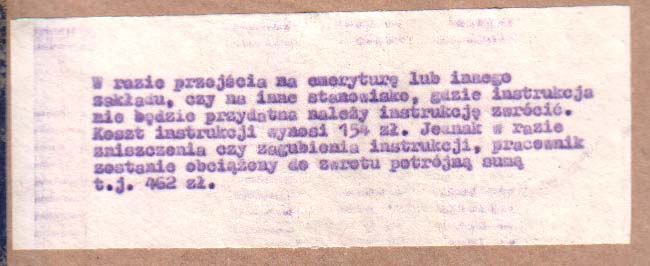 W razie przejścia na emeryturę lub innego
zakładu, czy na inne stanowisko, gdzie instrukcja
nie będzie przydatna należy instrukcję zwrócić.
Koszt instrukcji wynosi 154 zł. Jednak w razie
zniszczenia czy zagubienia instrukcji, pracownik
zostanie obciążony do zwrotu potrójną sumą
t.j. 462 zł.